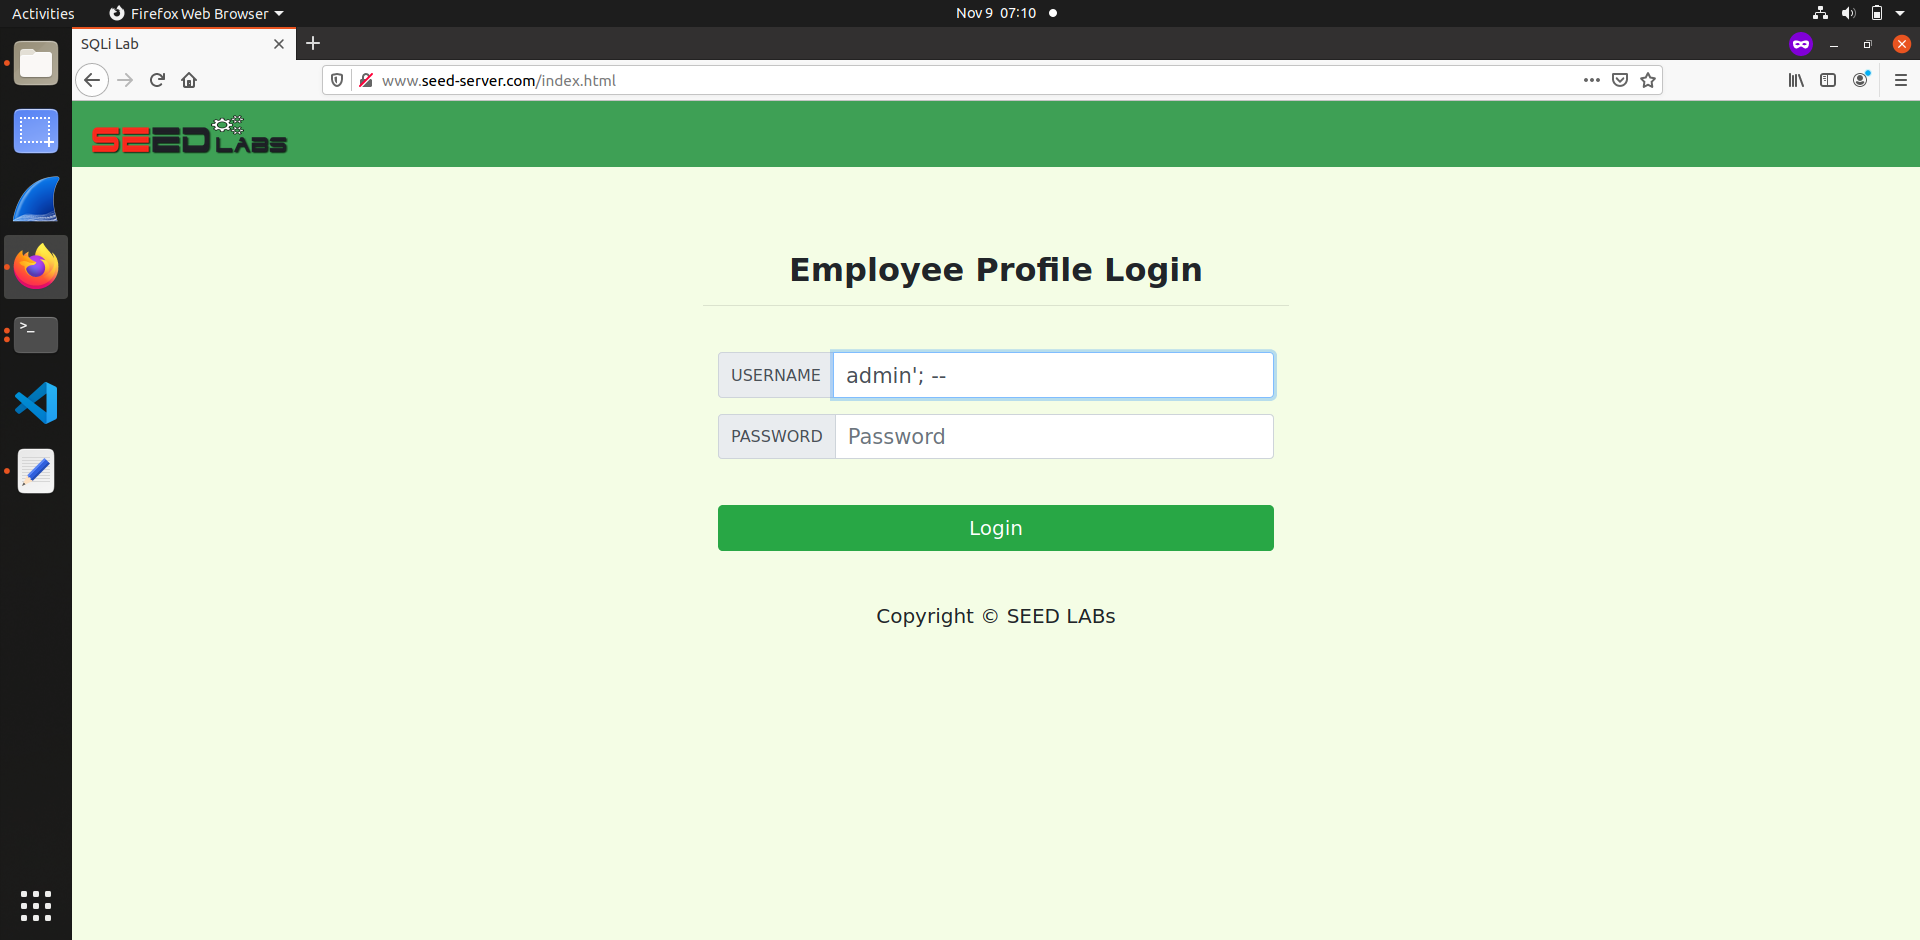 Activities Firefox Web Browser Nov 9 07:10
SQLi Lab
www.seed-server.com/index.html
SEED LABS
Employee Profile Login
USERNAME admin'; --
PASSWORD Password
Login
Copyright © SEED LABs
>_